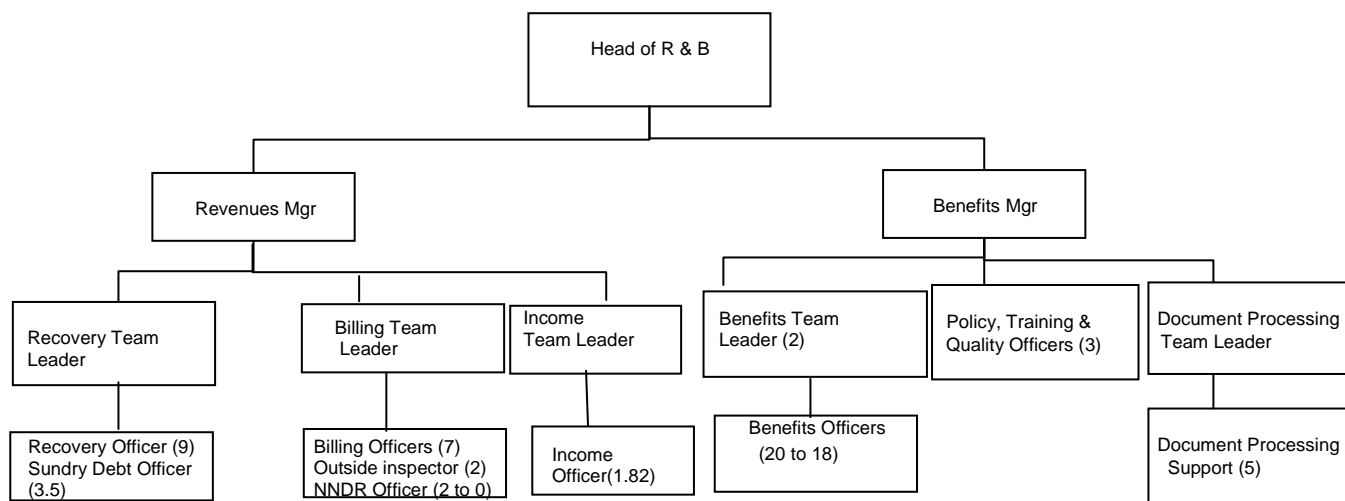 Head of R & B
Revenues Mgr
Benefits Mgr
Recovery Team
Leader
Billing Team
Leader
Income
Team Leader
Benefits Team
Leader (2)
Policy, Training &
Quality Officers (3)
Document Processing
Team Leader
Recovery Officer (9)
Sundry Debt Officer
(3.5)
Billing Officers (7)
Outside inspector (2)
NNDR Officer (2 to 0)
Income
Officer(1.82)
Benefits Officers
(20 to 18)
Document Processing
Support (5)